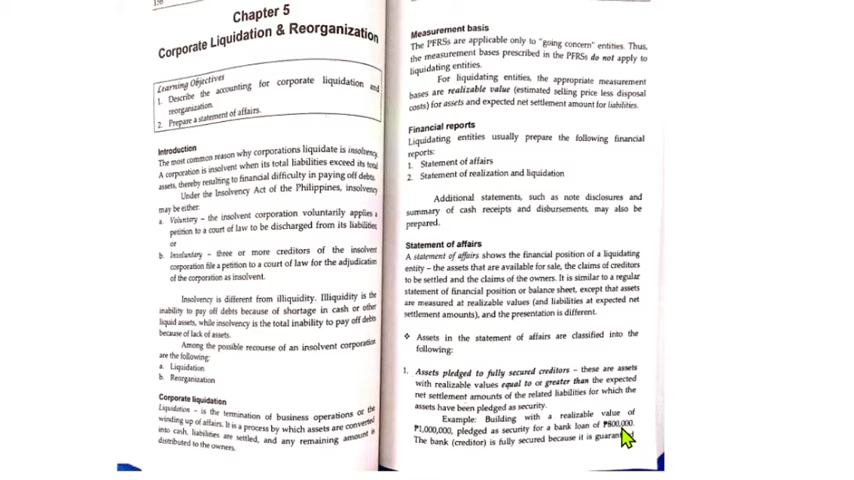 156
Chapter 5
Corporate Liquidation & Reorganization
Learning Objectives
1. Describe the accounting for corporate liquidation and
reorganization.
2. Prepare a statement of affairs.
Introduction
The most common reason why corporations liquidate is insolvency.
A corporation is insolvent when its total liabilities exceed its total
assets, thereby resulting to financial difficulty in paying off debts.
Under the Insolvency Act of the Philippines, insolvency
may be either:
a. Voluntary – the insolvent corporation voluntarily applies a
petition to a court of law to be discharged from its liabilities
or
b. Involuntary – three or more creditors of the insolvent
corporation file a petition to a court of law for the adjudication
of the corporation as insolvent.
Insolvency is different from illiquidity. Illiquidity is the
inability to pay off debts because of shortage in cash or other
liquid assets, while insolvency is the total inability to pay off debts
because of lack of assets.
Among the possible recourse of an insolvent corporation
are the following:
a. Liquidation
b. Reorganization
Corporate liquidation
Liquidation – is the termination of business operations or the
winding up of affairs. It is a process by which assets are converted
into cash, liabilities are settled, and any remaining amount is
distributed to the owners.
Measurement basis
The PFRSs are applicable only to "going concern" entities. Thus,
the measurement bases prescribed in the PFRSs do not apply to
liquidating entities.
For liquidating entities, the appropriate measurement
bases are realizable value (estimated selling price less disposal
costs) for assets and expected net settlement amount for liabilities.
Financial reports
Liquidating entities usually prepare the following financial
reports:
1. Statement of affairs
2. Statement of realization and liquidation
Additional statements, such as note disclosures and
summary of cash receipts and disbursements, may also be
prepared.
Statement of affairs
A statement of affairs shows the financial position of a liquidating
entity – the assets that are available for sale, the claims of creditors
to be settled and the claims of the owners. It is similar to a regular
statement of financial position or balance sheet, except that assets
are measured at realizable values (and liabilities at expected net
settlement amounts), and the presentation is different.
❖ Assets in the statement of affairs are classified into the
following:
1. Assets pledged to fully secured creditors – these are assets
with realizable values equal to or greater than the expected
net settlement amounts of the related liabilities for which the
assets have been pledged as security.
Example: Building with a realizable value of
₱1,000,000, pledged as security for a bank loan of ₱800,000.
The bank (creditor) is fully secured because it is